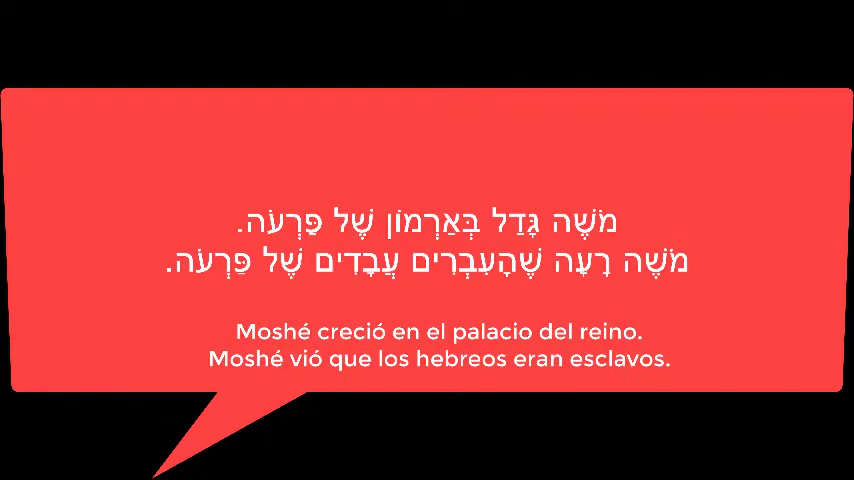 מֹשֶׁה גָּדַל בְּאַרְמוֹן שֶׁל פַּרְעֹה.
מֹשֶׁה רָעָה שֶׁהָעִבְרִים עֲבָדִים שֶׁל פַּרְעֹה.
Moshé creció en el palacio del reino.
Moshé vió que los hebreos eran esclavos.